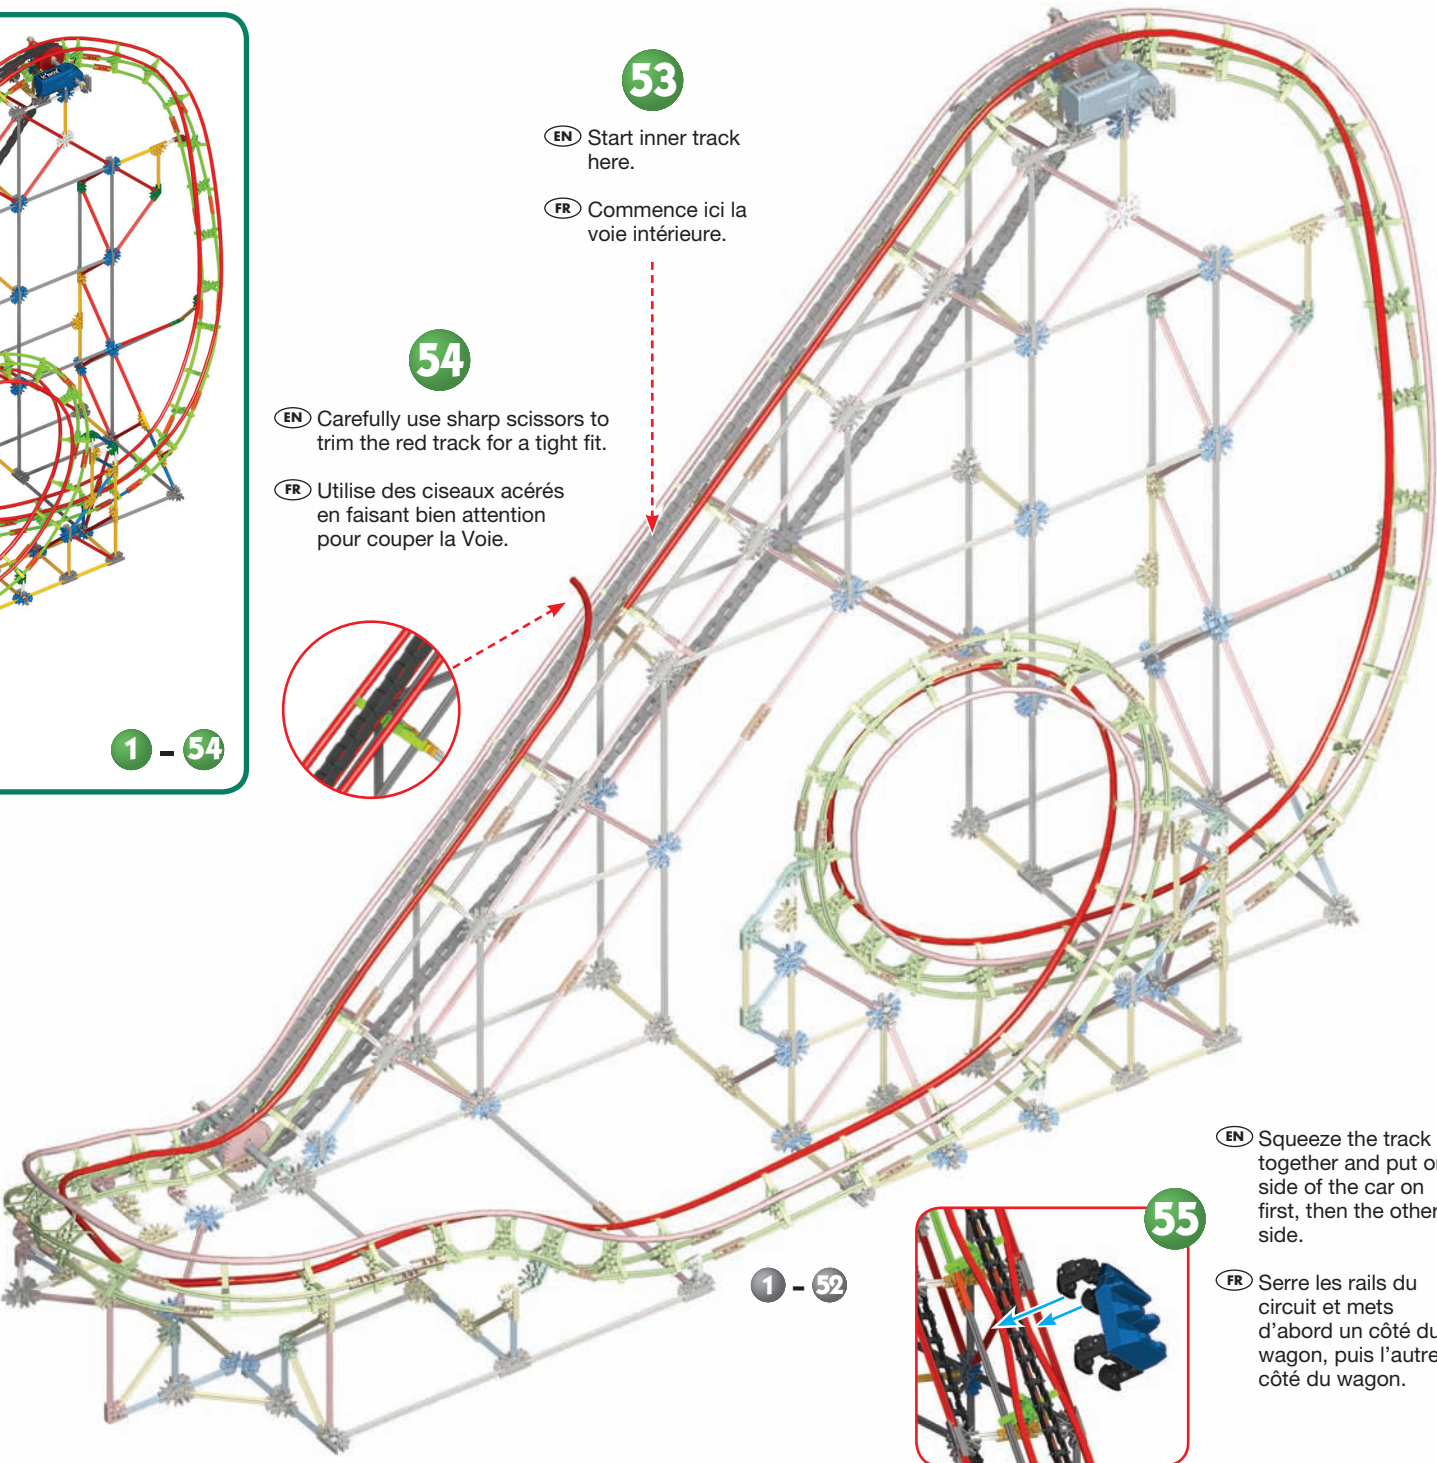 53
EN Start inner track
here.
FR Commence ici la
voie intérieure.
54
EN Carefully use sharp scissors to
trim the red track for a tight fit.
FR Utilise des ciseaux acérés
en faisant bien attention
pour couper la Voie.
1 - 54
1 - 52
55
EN Squeeze the track
together and put
side of the car on
first, then the other
side.
FR Serre les rails du
circuit et mets
d'abord un côté du
wagon, puis l'autre
côté du wagon.